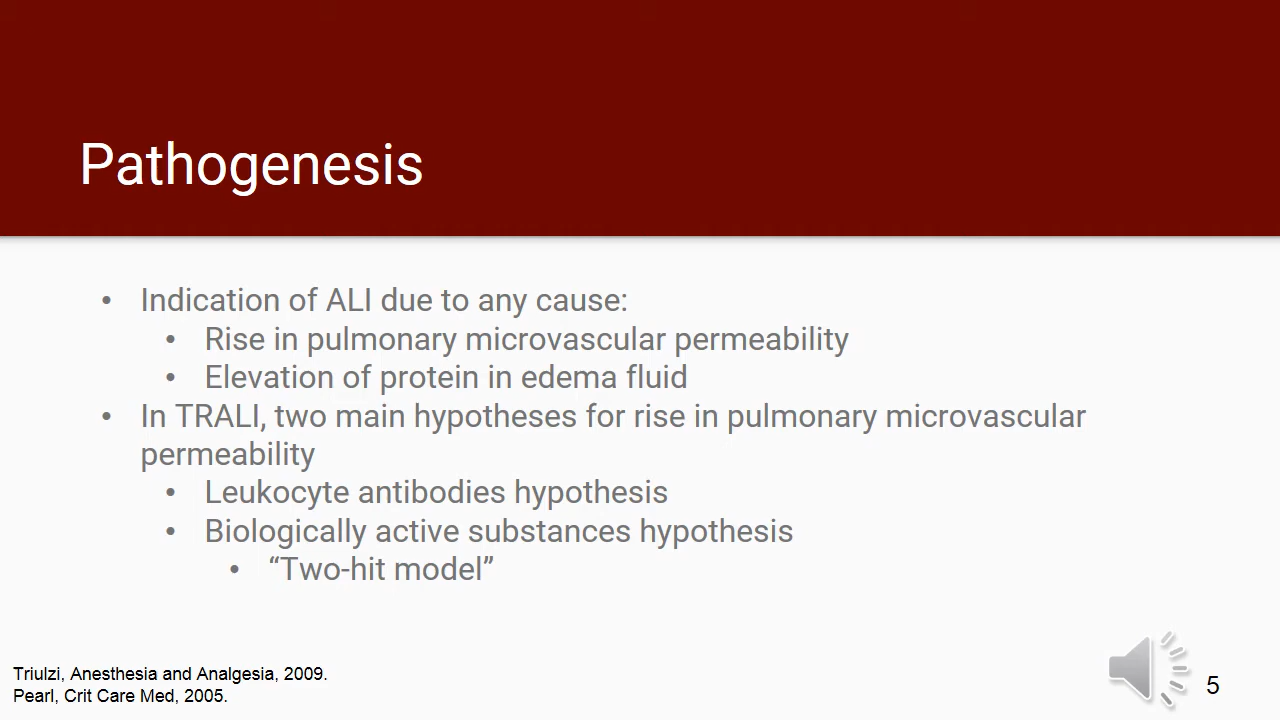 Pathogenesis
• Indication of ALI due to any cause:
• Rise in pulmonary microvascular permeability
• Elevation of protein in edema fluid
• In TRALI, two main hypotheses for rise in pulmonary microvascular
permeability
• Leukocyte antibodies hypothesis
• Biologically active substances hypothesis
• “Two-hit model”
Triulzi, Anesthesia and Analgesia, 2009.
Pearl, Crit Care Med, 2005.
5